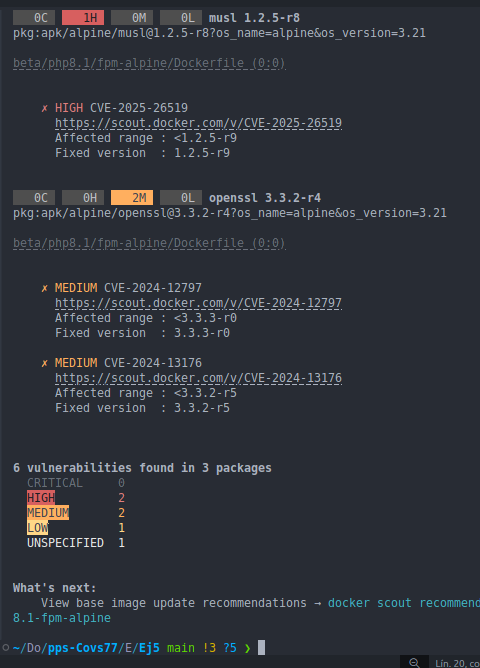 0C 1H 0M 0L musl 1.2.5-r8
pkg:apk/alpine/musl@1.2.5-r8?os_name=alpine&os_version=3.21
beta/php8.1/fpm-alpine/Dockerfile (0:0)
✗ HIGH CVE-2025-26519
https://scout.docker.com/v/CVE-2025-26519
Affected range : <1.2.5-r9
Fixed version : 1.2.5-r9
0C 0H 2M 0L openssl 3.3.2-r4
pkg:apk/alpine/openssl@3.3.2-r4?os_name=alpine&os_version=3.21
beta/php8.1/fpm-alpine/Dockerfile (0:0)
✗ MEDIUM CVE-2024-12797
https://scout.docker.com/v/CVE-2024-12797
Affected range : <3.3.3-r0
Fixed version : 3.3.3-r0
✗ MEDIUM CVE-2024-13176
https://scout.docker.com/v/CVE-2024-13176
Affected range : <3.3.2-r5
Fixed version : 3.3.2-r5
6 vulnerabilities found in 3 packages
CRITICAL 0
HIGH 2
MEDIUM 2
LOW 1
UNSPECIFIED 1
What's next:
View base image update recommendations → docker scout recommend
8.1-fpm-alpine
~/Do/pps-Covs77/E/Ej5 main !3 ?5 ❯
Lín. 20, co